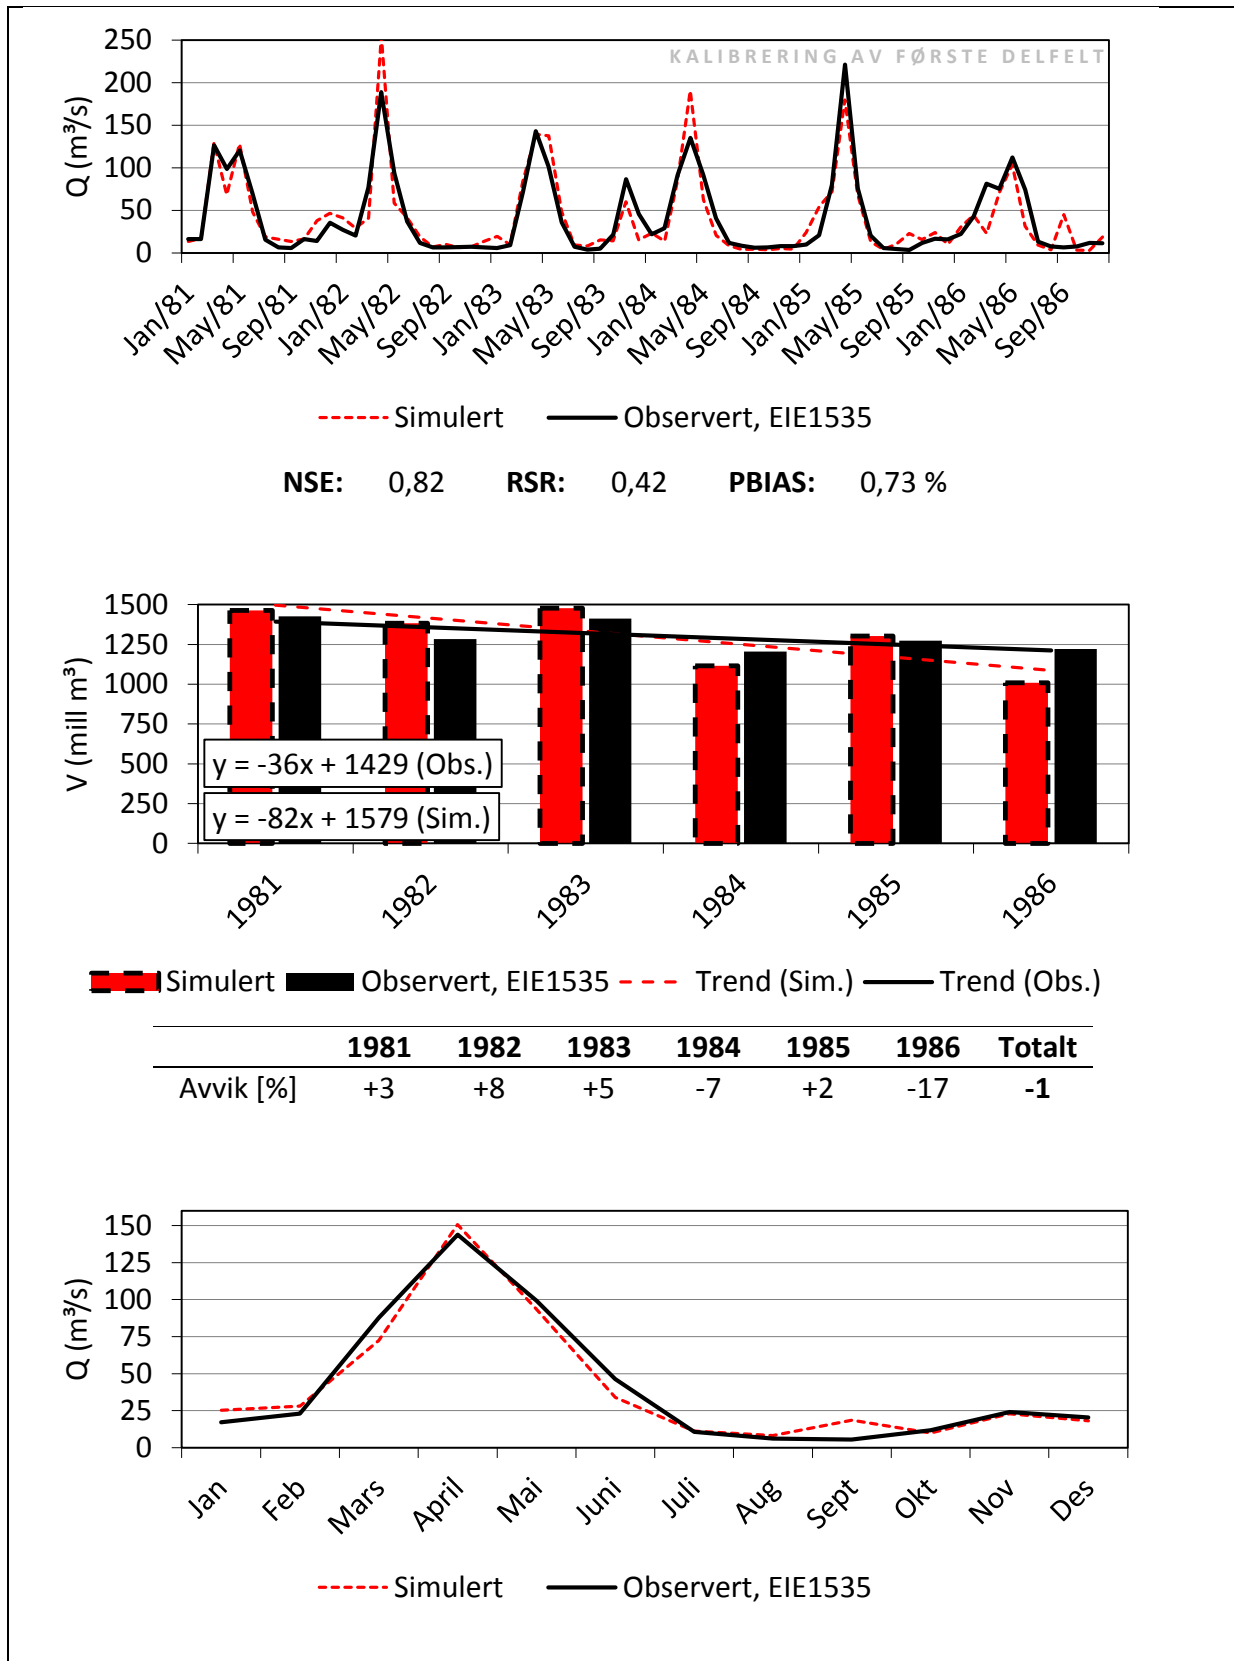 KALIBRERING AV FØRSTE DELFELT
250
200
150
100
50
0
Q (m³/s)
Jan/81
May/81
Sep/81
Jan/82
May/82
Sep/82
Jan/83
May/83
Sep/83
Jan/84
May/84
Sep/84
Jan/85
May/85
Sep/85
Jan/86
May/86
Sep/86
Simulert Observert, EIE1535
NSE: 0,82 RSR: 0,42 PBIAS: 0,73 %
1500
1250
1000
750
500
250
0
V (mill m³)
y = -36x + 1429 (Obs.)
y = -82x + 1579 (Sim.)
1981
1982
1983
1984
1985
1986
Simulert Observert, EIE1535 Trend (Sim.) Trend (Obs.)
1981 1982 1983 1984 1985 1986 Totalt
Avvik [%] +3 +8 +5 -7 +2 -17 -1
150
125
100
75
50
25
0
Q (m³/s)
Jan
Feb
Mars
April
Mai
Juni
Juli
Aug
Sept
Okt
Nov
Des
Simulert Observert, EIE1535